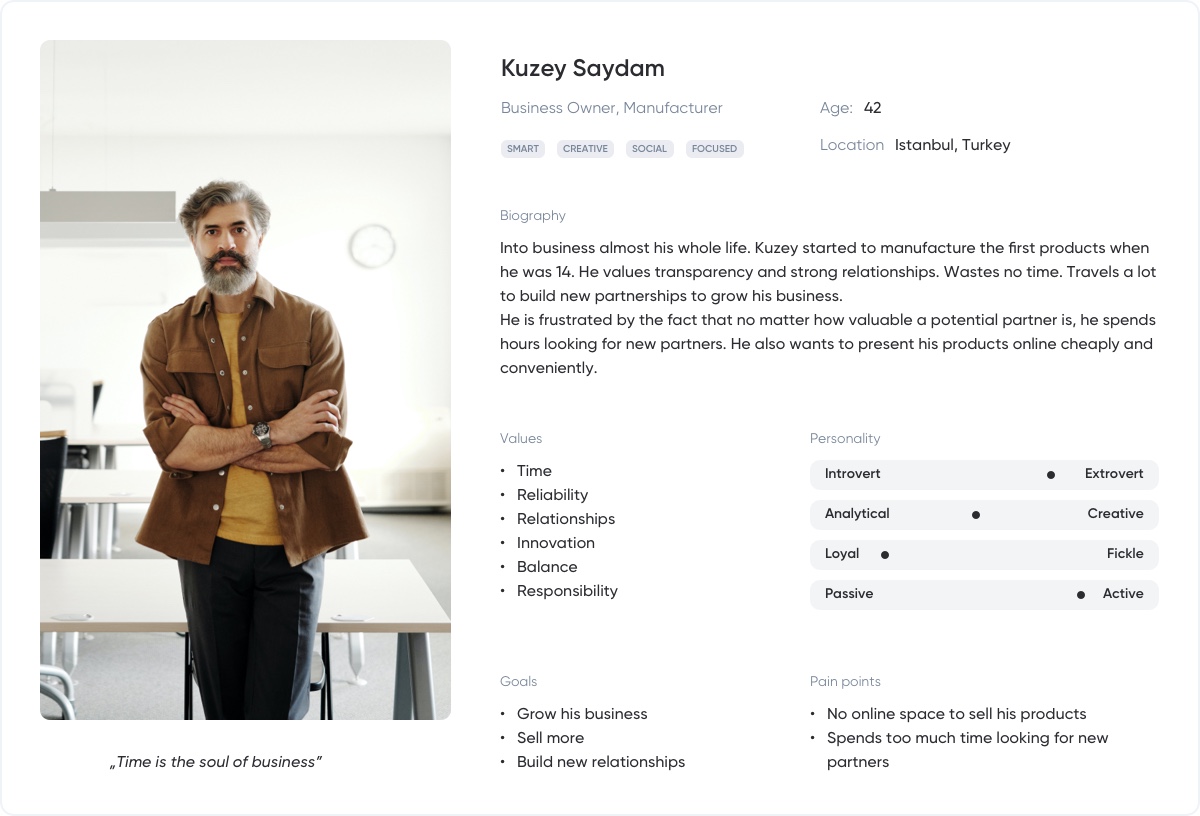 Kuzey Saydam
Business Owner, Manufacturer
Age: 42
SMART CREATIVE SOCIAL FOCUSED
Location Istanbul, Turkey
Biography
Into business almost his whole life. Kuzey started to manufacture the first products when
he was 14. He values transparency and strong relationships. Wastes no time. Travels a lot
to build new partnerships to grow his business.
He is frustrated by the fact that no matter how valuable a potential partner is, he spends
hours looking for new partners. He also wants to present his products online cheaply and
conveniently.
Values
• Time
• Reliability
• Relationships
• Innovation
• Balance
• Responsibility
Personality
Introvert Extrovert
Analytical Creative
Loyal Fickle
Passive Active
Goals
• Grow his business
• Sell more
• Build new relationships
Pain points
• No online space to sell his products
• Spends too much time looking for new
partners
„Time is the soul of business”